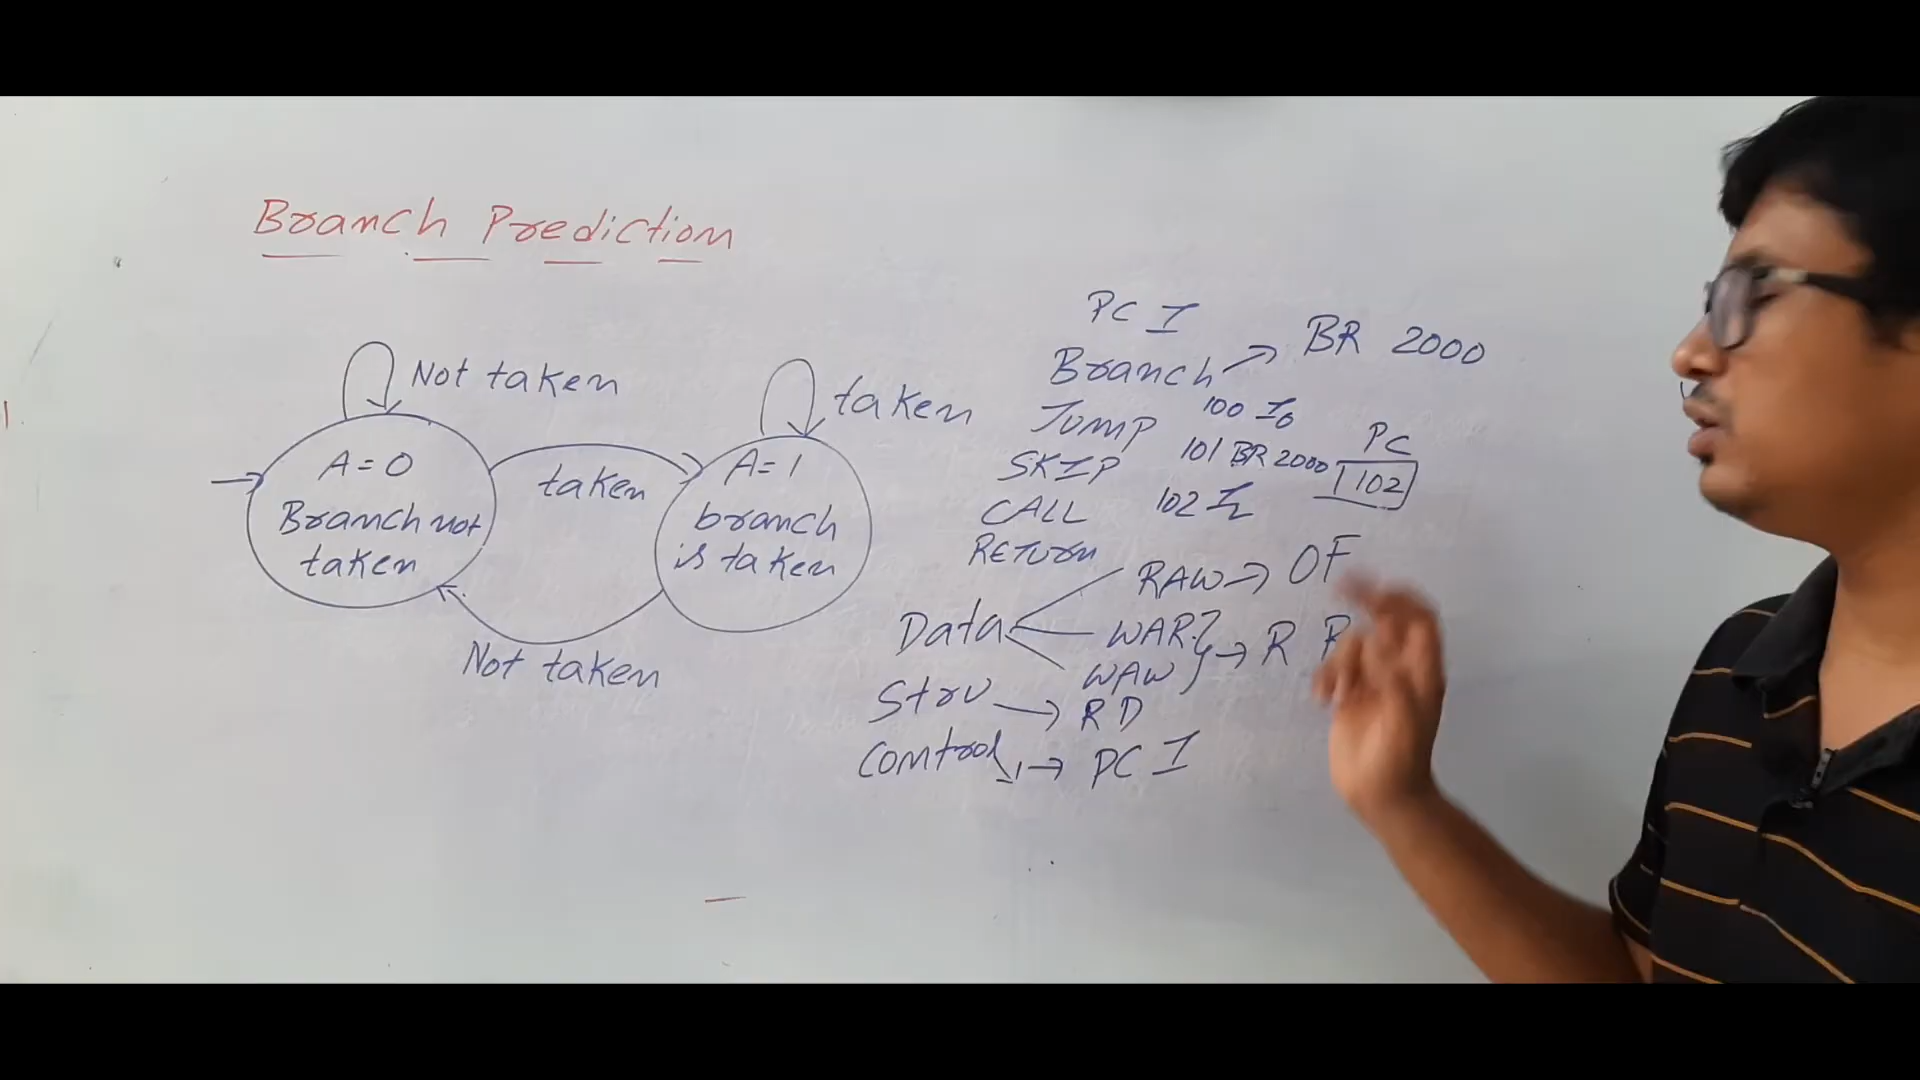 Branch Prediction
Not taken
taken
A=0
Branch not
taken
taken
A=1
branch
is taken
Not taken
PC I
Branch → BR 2000
Jump 100 I0
SKIP 101 BR 2000
PC
102
CALL 102 I2
RETURN
Data
RAW → OF
WAR
WAW } → R R
Stru → RD
Control → PC I